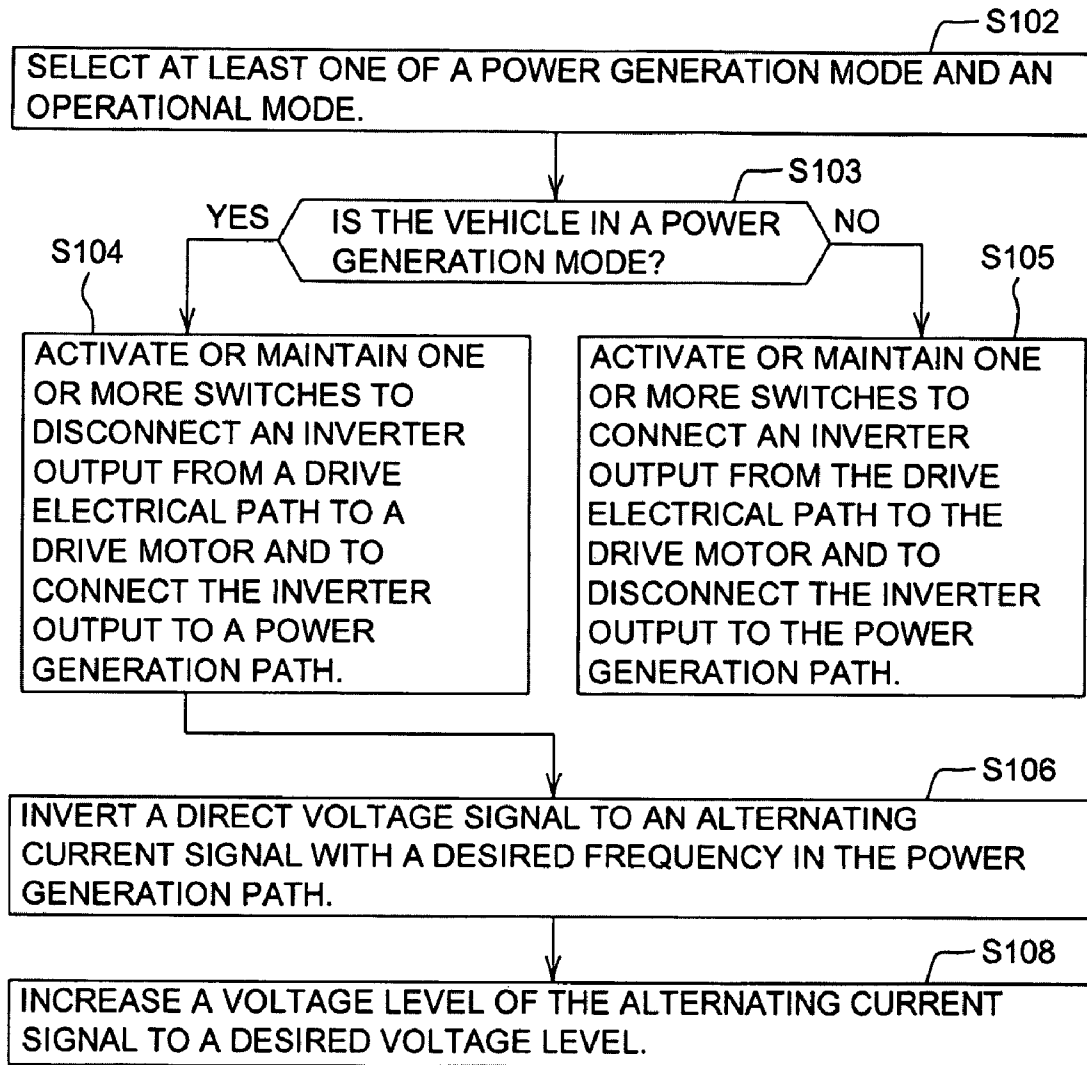 S102
SELECT AT LEAST ONE OF A POWER GENERATION MODE AND AN
OPERATIONAL MODE.
S103
YES
IS THE VEHICLE IN A POWER
GENERATION MODE?
NO
S104
ACTIVATE OR MAINTAIN ONE
OR MORE SWITCHES TO
DISCONNECT AN INVERTER
OUTPUT FROM A DRIVE
ELECTRICAL PATH TO A
DRIVE MOTOR AND TO
CONNECT THE INVERTER
OUTPUT TO A POWER
GENERATION PATH.
S105
ACTIVATE OR MAINTAIN ONE
OR MORE SWITCHES TO
CONNECT AN INVERTER
OUTPUT FROM THE DRIVE
ELECTRICAL PATH TO THE
DRIVE MOTOR AND TO
DISCONNECT THE INVERTER
OUTPUT TO THE POWER
GENERATION PATH.
S106
INVERT A DIRECT VOLTAGE SIGNAL TO AN ALTERNATING
CURRENT SIGNAL WITH A DESIRED FREQUENCY IN THE POWER
GENERATION PATH.
S108
INCREASE A VOLTAGE LEVEL OF THE ALTERNATING CURRENT
SIGNAL TO A DESIRED VOLTAGE LEVEL.